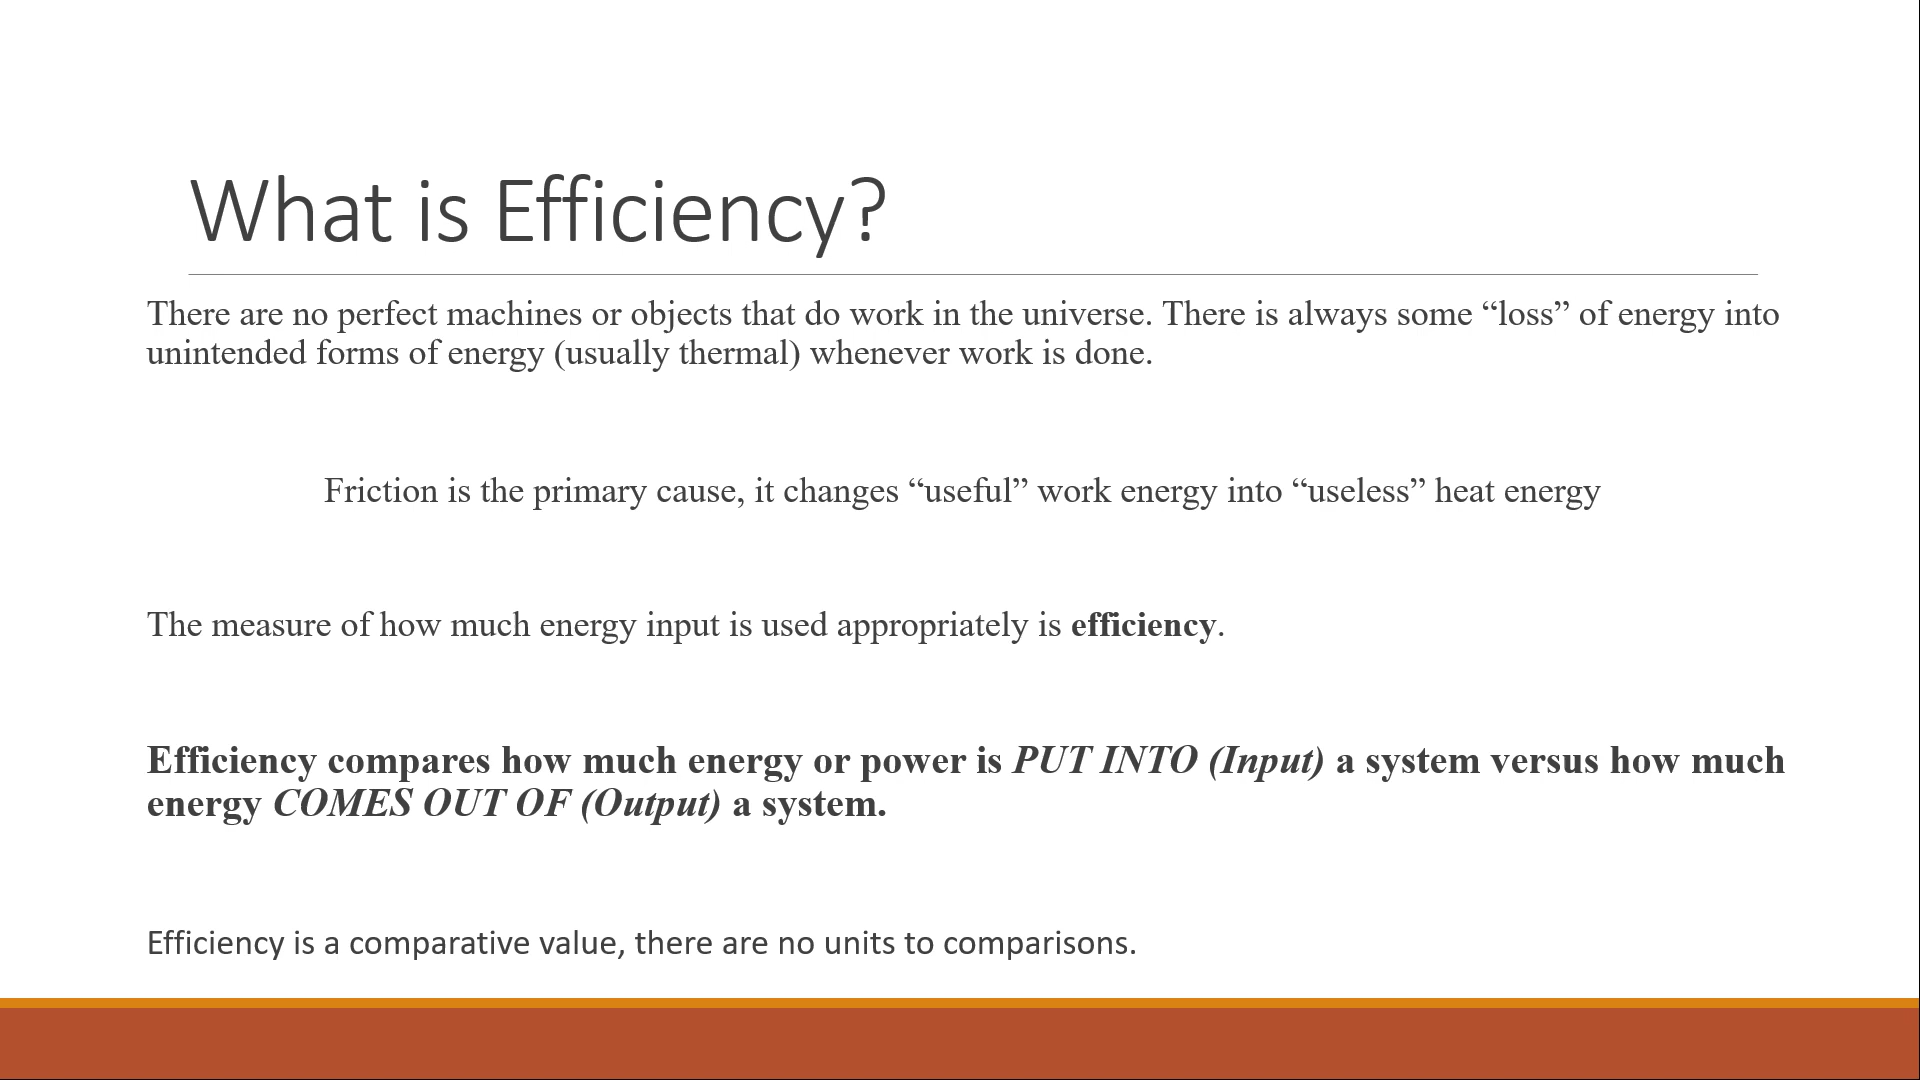 What is Efficiency?
There are no perfect machines or objects that do work in the universe. There is always some “loss” of energy into
unintended forms of energy (usually thermal) whenever work is done.
Friction is the primary cause, it changes “useful” work energy into “useless” heat energy
The measure of how much energy input is used appropriately is efficiency.
Efficiency compares how much energy or power is PUT INTO (Input) a system versus how much
energy COMES OUT OF (Output) a system.
Efficiency is a comparative value, there are no units to comparisons.